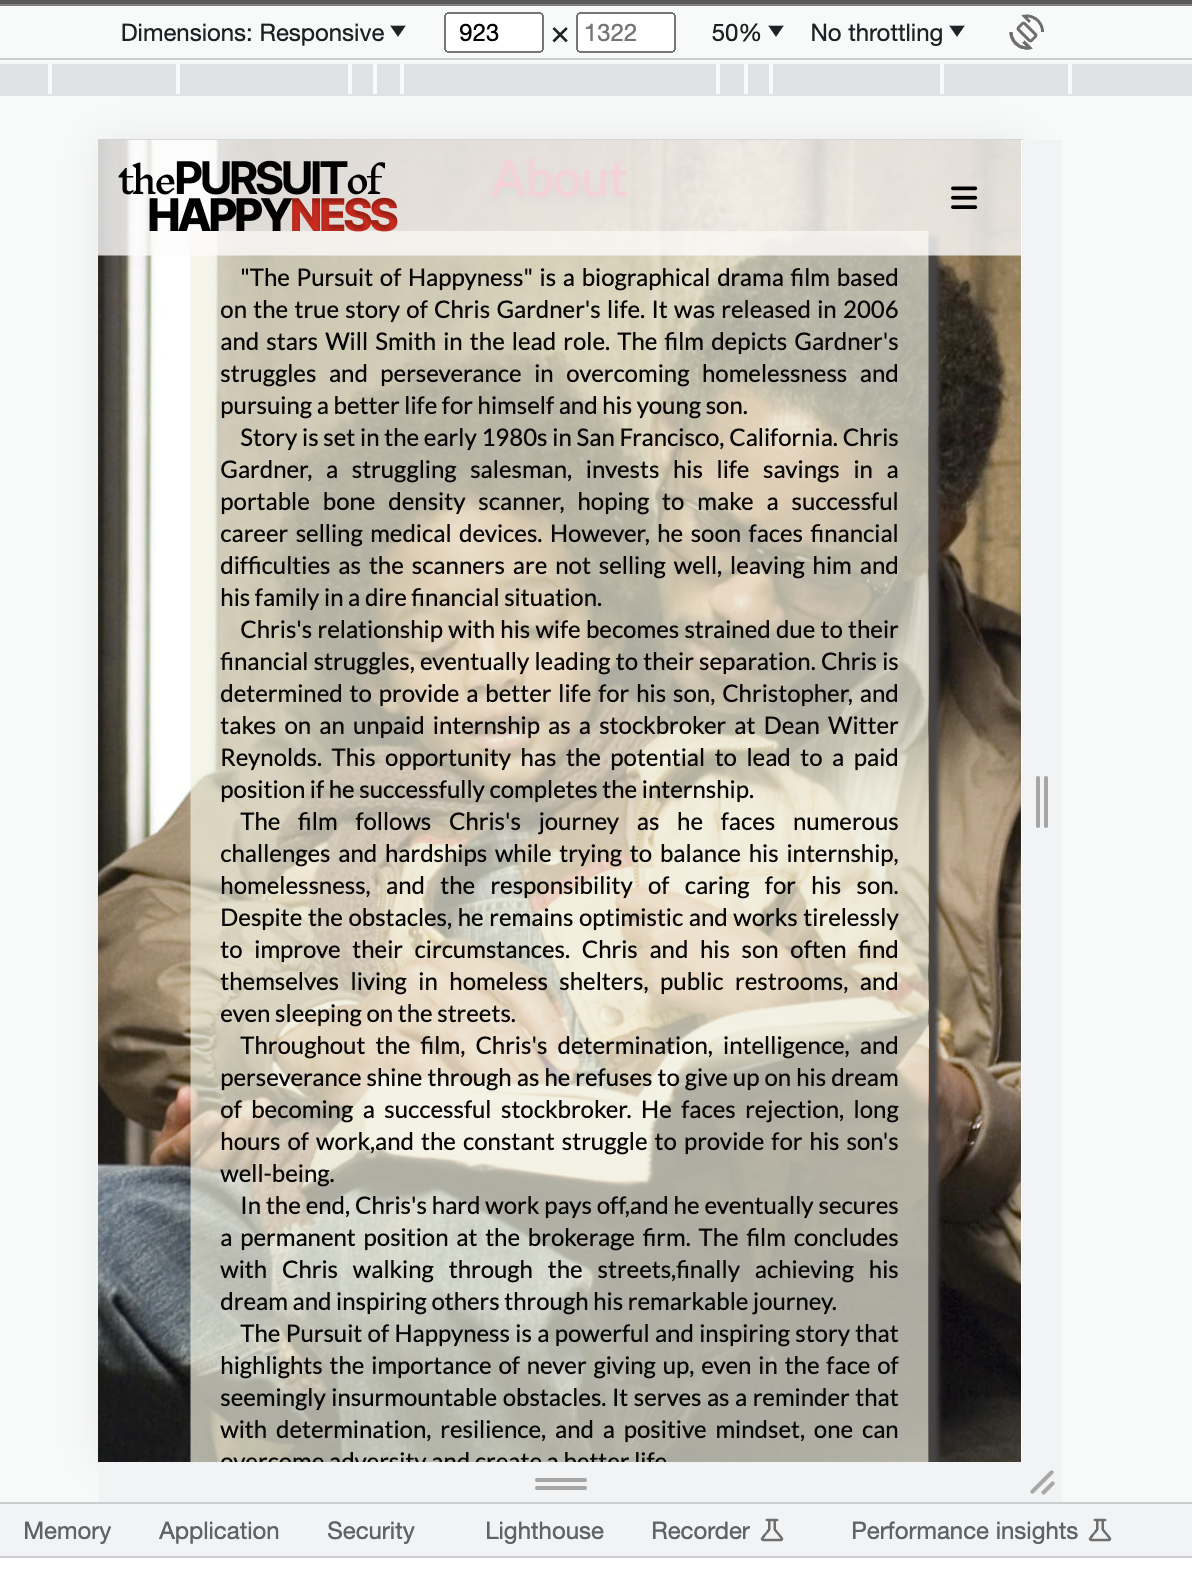 Dimensions: Responsive ▼ 923 × 1322 50% ▼ No throttling ▼
thePURSUITof
HAPPYNESS
About
"The Pursuit of Happyness" is a biographical drama film based
on the true story of Chris Gardner's life. It was released in 2006
and stars Will Smith in the lead role. The film depicts Gardner's
struggles and perseverance in overcoming homelessness and
pursuing a better life for himself and his young son.
Story is set in the early 1980s in San Francisco, California. Chris
Gardner, a struggling salesman, invests his life savings in a
portable bone density scanner, hoping to make a successful
career selling medical devices. However, he soon faces financial
difficulties as the scanners are not selling well, leaving him and
his family in a dire financial situation.
Chris's relationship with his wife becomes strained due to their
financial struggles, eventually leading to their separation. Chris is
determined to provide a better life for his son, Christopher, and
takes on an unpaid internship as a stockbroker at Dean Witter
Reynolds. This opportunity has the potential to lead to a paid
position if he successfully completes the internship.
The film follows Chris's journey as he faces numerous
challenges and hardships while trying to balance his internship,
homelessness, and the responsibility of caring for his son.
Despite the obstacles, he remains optimistic and works tirelessly
to improve their circumstances. Chris and his son often find
themselves living in homeless shelters, public restrooms, and
even sleeping on the streets.
Throughout the film, Chris's determination, intelligence, and
perseverance shine through as he refuses to give up on his dream
of becoming a successful stockbroker. He faces rejection, long
hours of work,and the constant struggle to provide for his son's
well-being.
In the end, Chris's hard work pays off,and he eventually secures
a permanent position at the brokerage firm. The film concludes
with Chris walking through the streets,finally achieving his
dream and inspiring others through his remarkable journey.
The Pursuit of Happyness is a powerful and inspiring story that
highlights the importance of never giving up, even in the face of
seemingly insurmountable obstacles. It serves as a reminder that
with determination, resilience, and a positive mindset, one can
overcome adversity and create a better life
Memory Application Security Lighthouse Recorder Performance insights